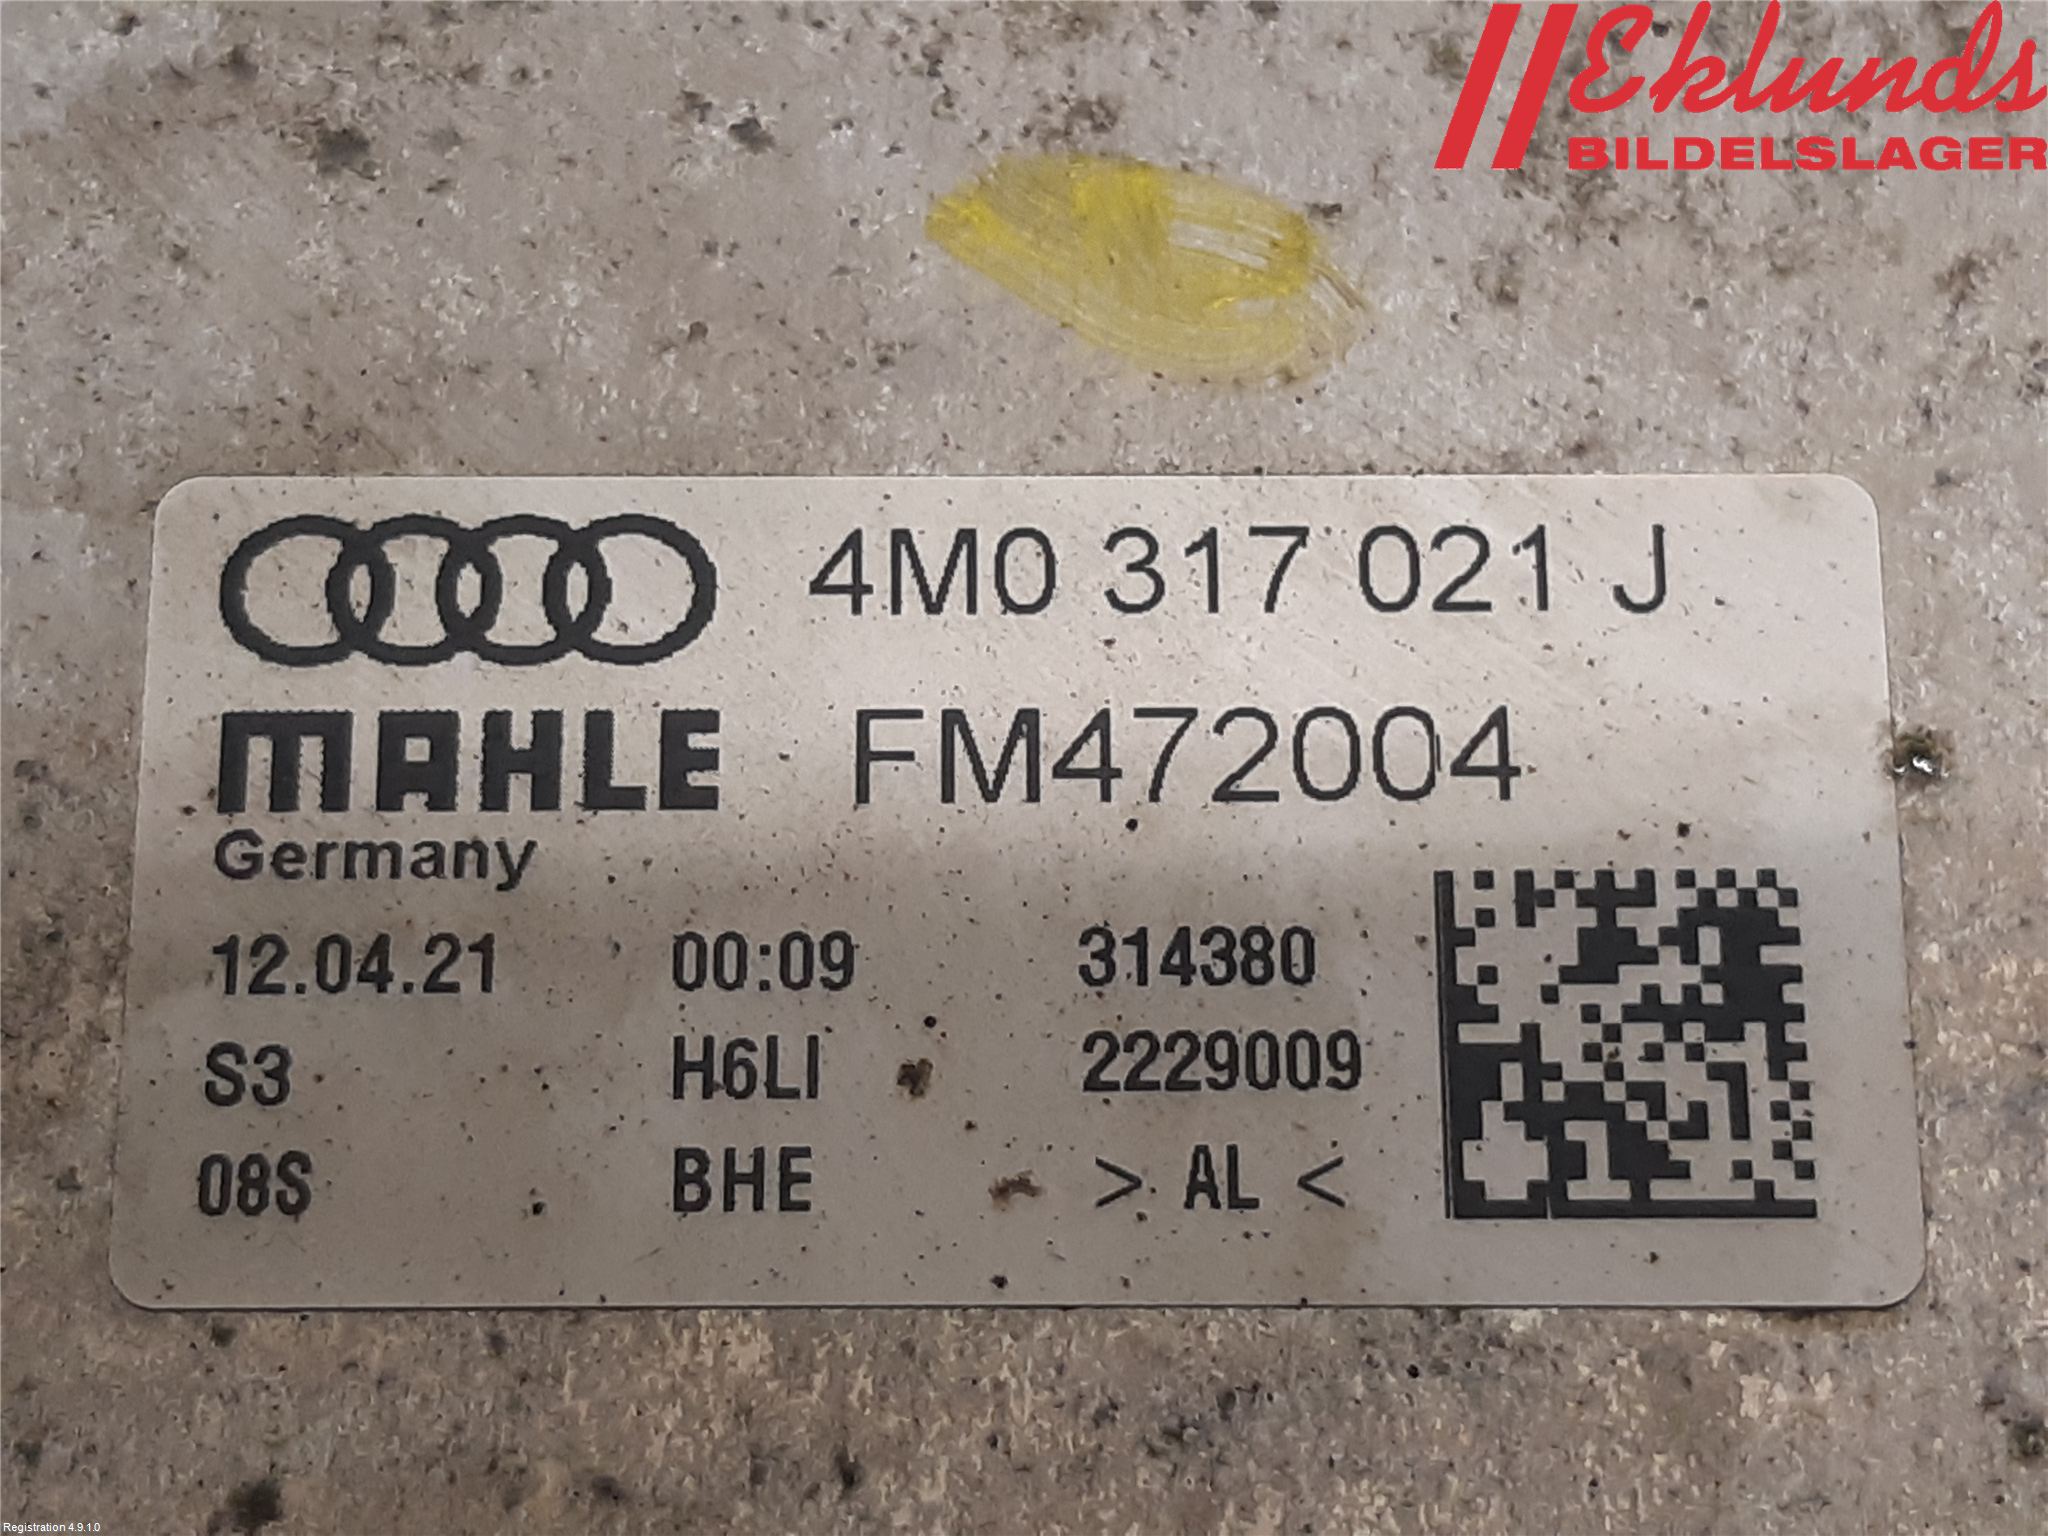 Eklunds
BILDELSLAGER
4M0 317 021 J
MAHLE FM472004
Germany
12.04.21 00:09 314380
S3 H6LI 2229009
08S BHE > AL <
Registration 4.9.1.0